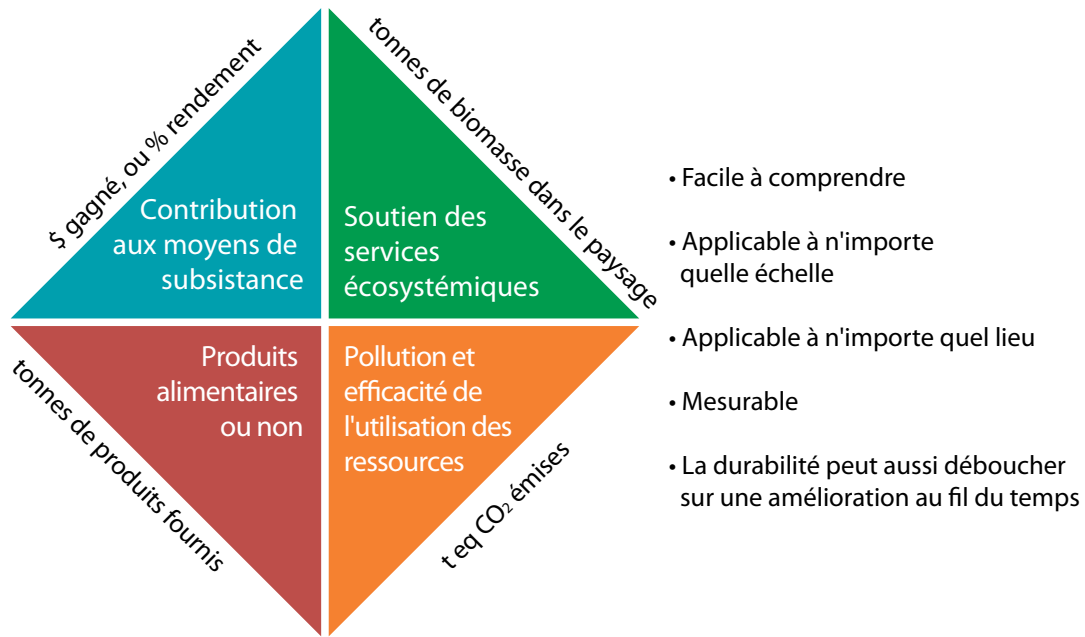 $ gagné, ou % rendement
Contribution
aux moyens de
subsistance
tonnes de biomasse dans le paysage
Soutien des
services
écosystémiques
tonnes de produits fournis
Produits
alimentaires
ou non
Pollution et
efficacité de
l'utilisation des
ressources
t eq CO₂ émises
• Facile à comprendre
• Applicable à n'importe
quelle échelle
• Applicable à n'importe quel lieu
• Mesurable
• La durabilité peut aussi déboucher
sur une amélioration au fil du temps